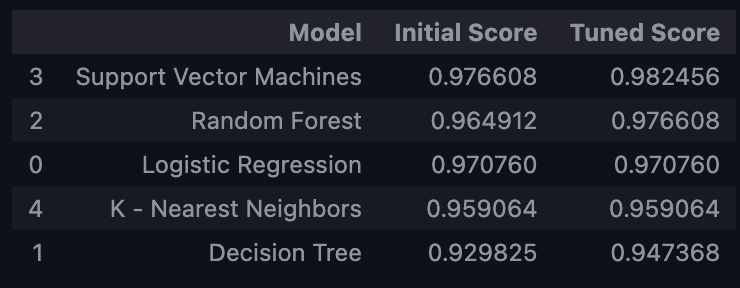 Model Initial Score Tuned Score
3 Support Vector Machines 0.976608 0.982456
2 Random Forest 0.964912 0.976608
0 Logistic Regression 0.970760 0.970760
4 K - Nearest Neighbors 0.959064 0.959064
1 Decision Tree 0.929825 0.947368